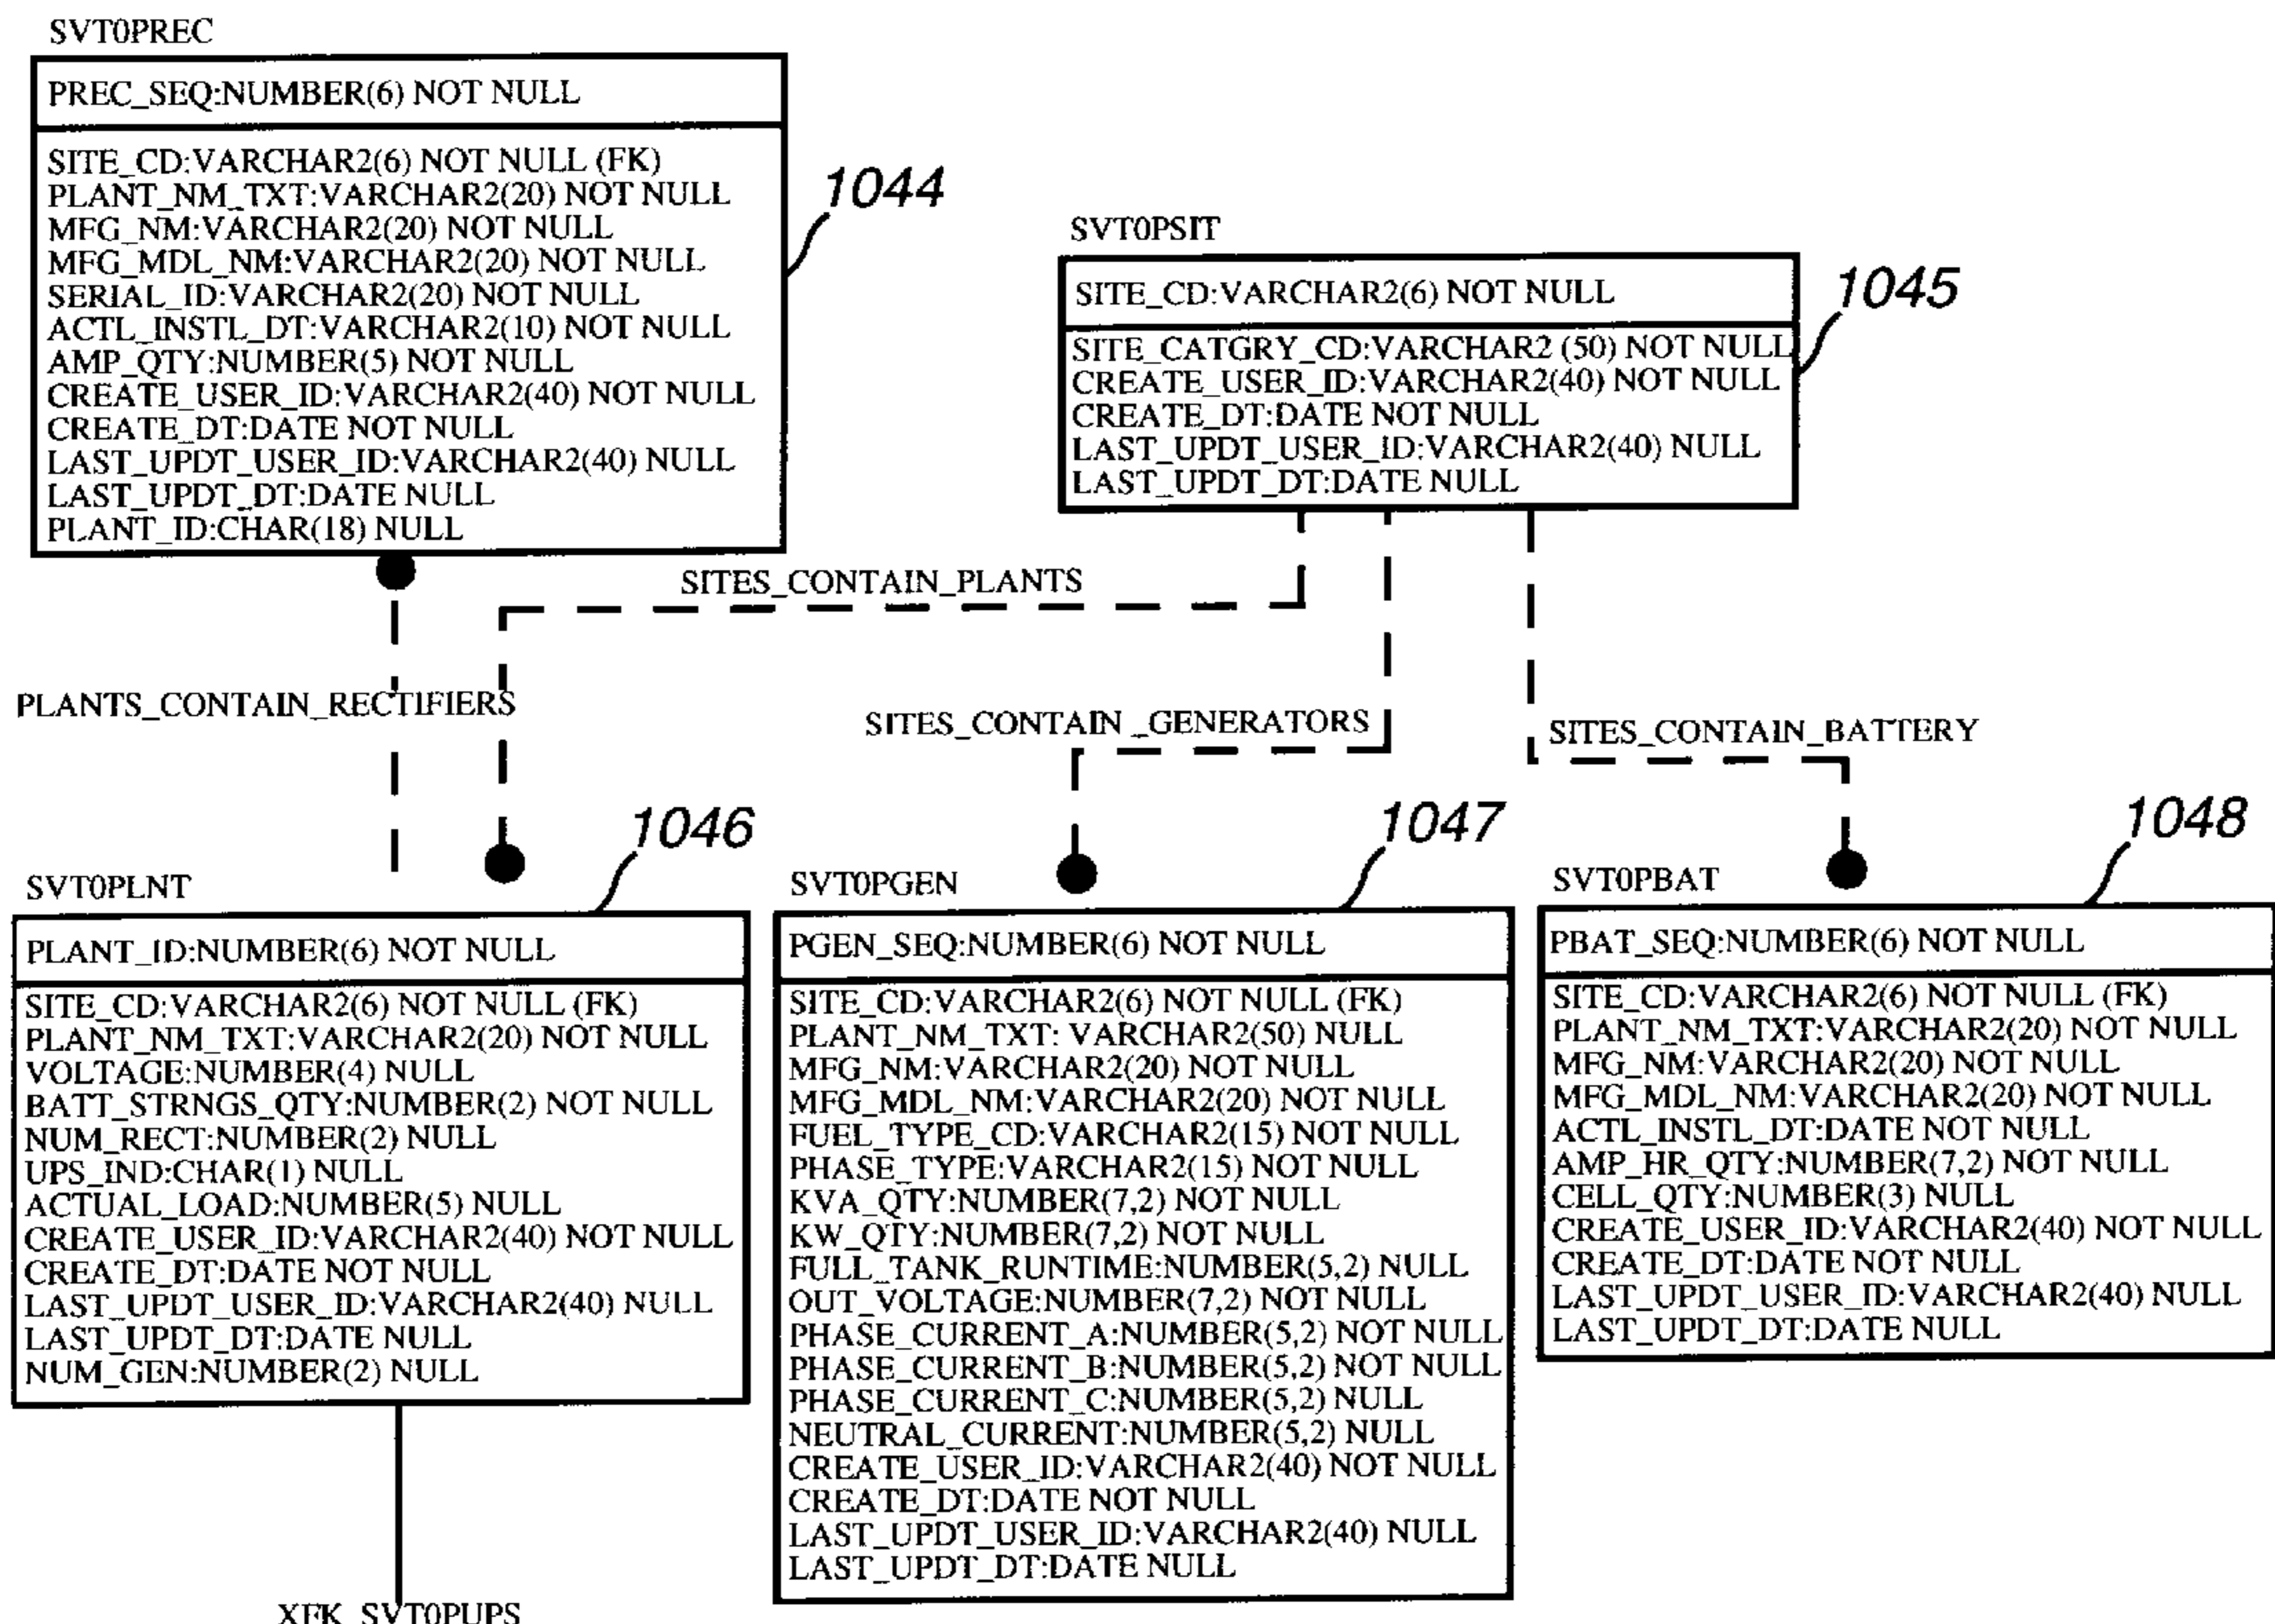 SVT0PREC
PREC_SEQ:NUMBER(6) NOT NULL
SITE_CD:VARCHAR2(6) NOT NULL (FK)
PLANT_NM_TXT:VARCHAR2(20) NOT NULL
MFG_NM:VARCHAR2(20) NOT NULL
MFG_MDL_NM:VARCHAR2(20) NOT NULL
SERIAL_ID:VARCHAR2(20) NOT NULL
ACTL_INSTL_DT:VARCHAR2(10) NOT NULL
AMP_QTY:NUMBER(5) NOT NULL
CREATE_USER_ID:VARCHAR2(40) NOT NULL
CREATE_DT:DATE NOT NULL
LAST_UPDT_USER_ID:VARCHAR2(40) NULL
LAST_UPDT_DT:DATE NULL
PLANT_ID:CHAR(18) NULL
1044
SVT0PSIT
SITE_CD:VARCHAR2(6) NOT NULL
SITE_CATGRY_CD:VARCHAR2 (50) NOT NULL
CREATE_USER_ID:VARCHAR2(40) NOT NULL
CREATE_DT:DATE NOT NULL
LAST_UPDT_USER_ID:VARCHAR2(40) NULL
LAST_UPDT_DT:DATE NULL
1045
SITES_CONTAIN_PLANTS
PLANTS_CONTAIN_RECTIFIERS
SITES_CONTAIN _GENERATORS
SITES_CONTAIN_BATTERY
1046
SVT0PLNT
PLANT_ID:NUMBER(6) NOT NULL
SITE_CD:VARCHAR2(6) NOT NULL (FK)
PLANT_NM_TXT:VARCHAR2(20) NOT NULL
VOLTAGE:NUMBER(4) NULL
BATT_STRNGS_QTY:NUMBER(2) NOT NULL
NUM_RECT:NUMBER(2) NULL
UPS_IND:CHAR(1) NULL
ACTUAL_LOAD:NUMBER(5) NULL
CREATE_USER_ID:VARCHAR2(40) NOT NULL
CREATE_DT:DATE NOT NULL
LAST_UPDT_USER_ID:VARCHAR2(40) NULL
LAST_UPDT_DT:DATE NULL
NUM_GEN:NUMBER(2) NULL
XFK_SVT0PUPS
1047
SVT0PGEN
PGEN_SEQ:NUMBER(6) NOT NULL
SITE_CD:VARCHAR2(6) NOT NULL (FK)
PLANT_NM_TXT: VARCHAR2(50) NULL
MFG_NM:VARCHAR2(20) NOT NULL
MFG_MDL_NM:VARCHAR2(20) NOT NULL
FUEL_TYPE_CD:VARCHAR2(15) NOT NULL
PHASE_TYPE:VARCHAR2(15) NOT NULL
KVA_QTY:NUMBER(7,2) NOT NULL
KW_QTY:NUMBER(7,2) NOT NULL
FULL_TANK_RUNTIME:NUMBER(5,2) NULL
OUT_VOLTAGE:NUMBER(7,2) NOT NULL
PHASE_CURRENT_A:NUMBER(5,2) NOT NULL
PHASE_CURRENT_B:NUMBER(5,2) NOT NULL
PHASE_CURRENT_C:NUMBER(5,2) NULL
NEUTRAL_CURRENT:NUMBER(5,2) NULL
CREATE_USER_ID:VARCHAR2(40) NOT NULL
CREATE_DT:DATE NOT NULL
LAST_UPDT_USER_ID:VARCHAR2(40) NULL
LAST_UPDT_DT:DATE NULL
1048
SVT0PBAT
PBAT_SEQ:NUMBER(6) NOT NULL
SITE_CD:VARCHAR2(6) NOT NULL (FK)
PLANT_NM_TXT:VARCHAR2(20) NOT NULL
MFG_NM:VARCHAR2(20) NOT NULL
MFG_MDL_NM:VARCHAR2(20) NOT NULL
ACTL_INSTL_DT:DATE NOT NULL
AMP_HR_QTY:NUMBER(7,2) NOT NULL
CELL_QTY:NUMBER(3) NULL
CREATE_USER_ID:VARCHAR2(40) NOT NULL
CREATE_DT:DATE NOT NULL
LAST_UPDT_USER_ID:VARCHAR2(40) NULL
LAST_UPDT_DT:DATE NULL